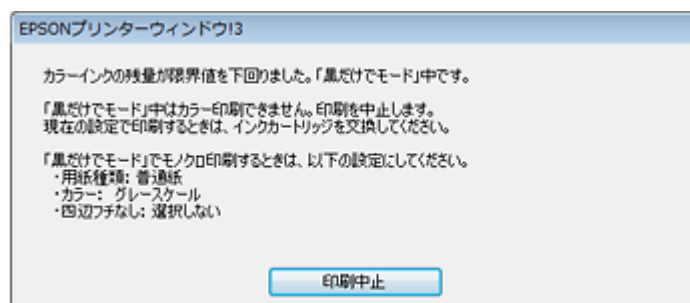 EPSONプリンターウィンドウ!3
カラーインクの残量が限界値を下回りました。「黒だけでモード」中です。
「黒だけでモード」中はカラー印刷できません。印刷を中止します。
現在の設定で印刷するときは、インクカートリッジを交換してください。
「黒だけでモード」でモノクロ印刷するときは、以下の設定にしてください。
・用紙種類: 普通紙
・カラー: グレースケール
・四辺フチなし: 選択しない
印刷中止